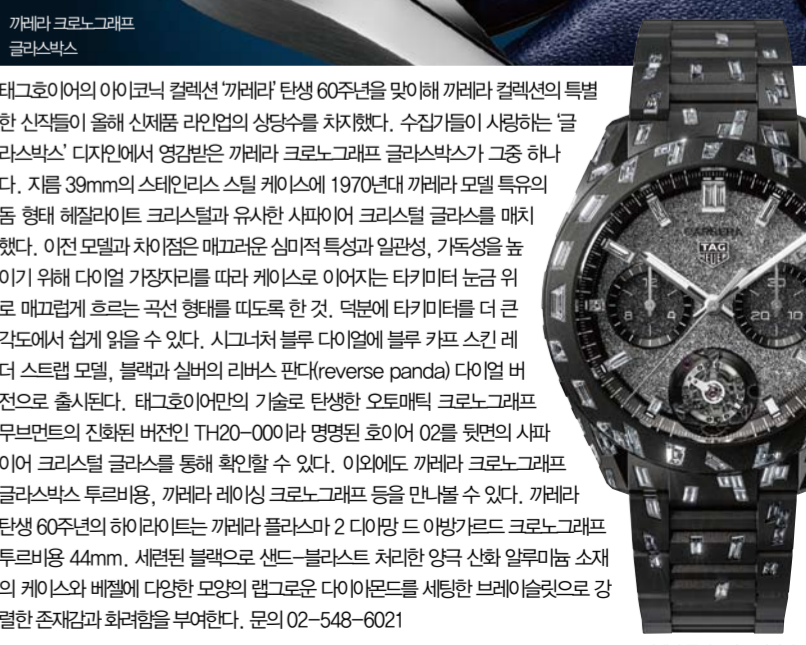 까레라 크로노그래프
글라스박스
태그호이어의 아이코닉 컬렉션 ‘까레라’ 탄생 60주년을 맞이해 까레라 컬렉션의 특별
한 신작들이 올해 신제품 라인업의 상당수를 차지했다. 수집가들이 사랑하는 ‘글
라스박스’ 디자인에서 영감받은 까레라 크로노그래프 글라스박스가 그중 하나
다. 지름 39mm의 스테인리스 스틸 케이스에 1970년대 까레라 모델 특유의
돔 형태 헤잘라이트 크리스털과 유사한 사파이어 크리스털 글라스를 매치
했다. 이전 모델과 차이점은 매끄러운 심미적 특성과 일관성, 가독성을 높
이기 위해 다이얼 가장자리를 따라 케이스로 이어지는 타키미터 눈금 위
로 매끄럽게 흐르는 곡선 형태를 띠도록 한 것. 덕분에 타키미터를 더 큰
각도에서 쉽게 읽을 수 있다. 시그너처 블루 다이얼에 블루 카프 스킨 레
더 스트랩 모델, 블랙과 실버의 리버스 판다(reverse panda) 다이얼 버
전으로 출시된다. 태그호이어만의 기술로 탄생한 오토매틱 크로노그래프
무브먼트의 진화된 버전인 TH20-00이라 명명된 호이어 02를 뒷면의 사파
이어 크리스털 글라스를 통해 확인할 수 있다. 이외에도 까레라 크로노그래프
글라스박스 투르비용, 까레라 레이싱 크로노그래프 등을 만나볼 수 있다. 까레라
탄생 60주년의 하이라이트는 까레라 플라스마 2 디아망 드 아방가르드 크로노그래프
투르비용 44mm. 세련된 블랙으로 샌드-블라스트 처리한 양극 산화 알루미늄 소재
의 케이스와 베젤에 다양한 모양의 랩그로운 다이아몬드를 세팅한 브레이슬릿으로 강
렬한 존재감과 화려함을 부여한다. 문의 02-548-6021
CARRERA
TAG
12
8 4
20 10